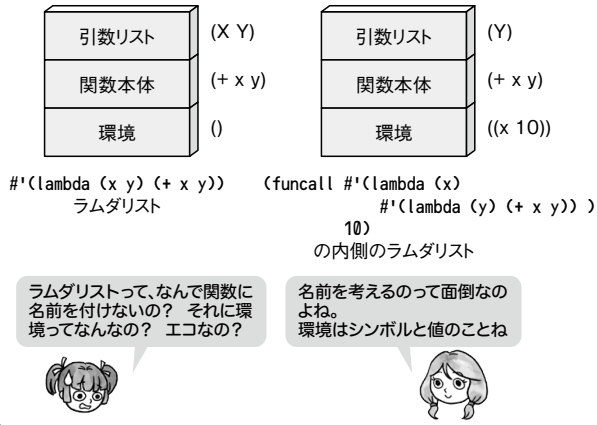 引数リスト (X Y)
関数本体 (+ x y)
環境 ()
#'(lambda (x y) (+ x y))
ラムダリスト
引数リスト (Y)
関数本体 (+ x y)
環境 ((x 10))
(funcall #'(lambda (x)
#'(lambda (y) (+ x y)) )
10)
の内側のラムダリスト
ラムダリストって、なんで関数に
名前を付けないの? それに環
境ってなんなの? エコなの?
名前を考えるのって面倒なの
よね。
環境はシンボルと値のことね